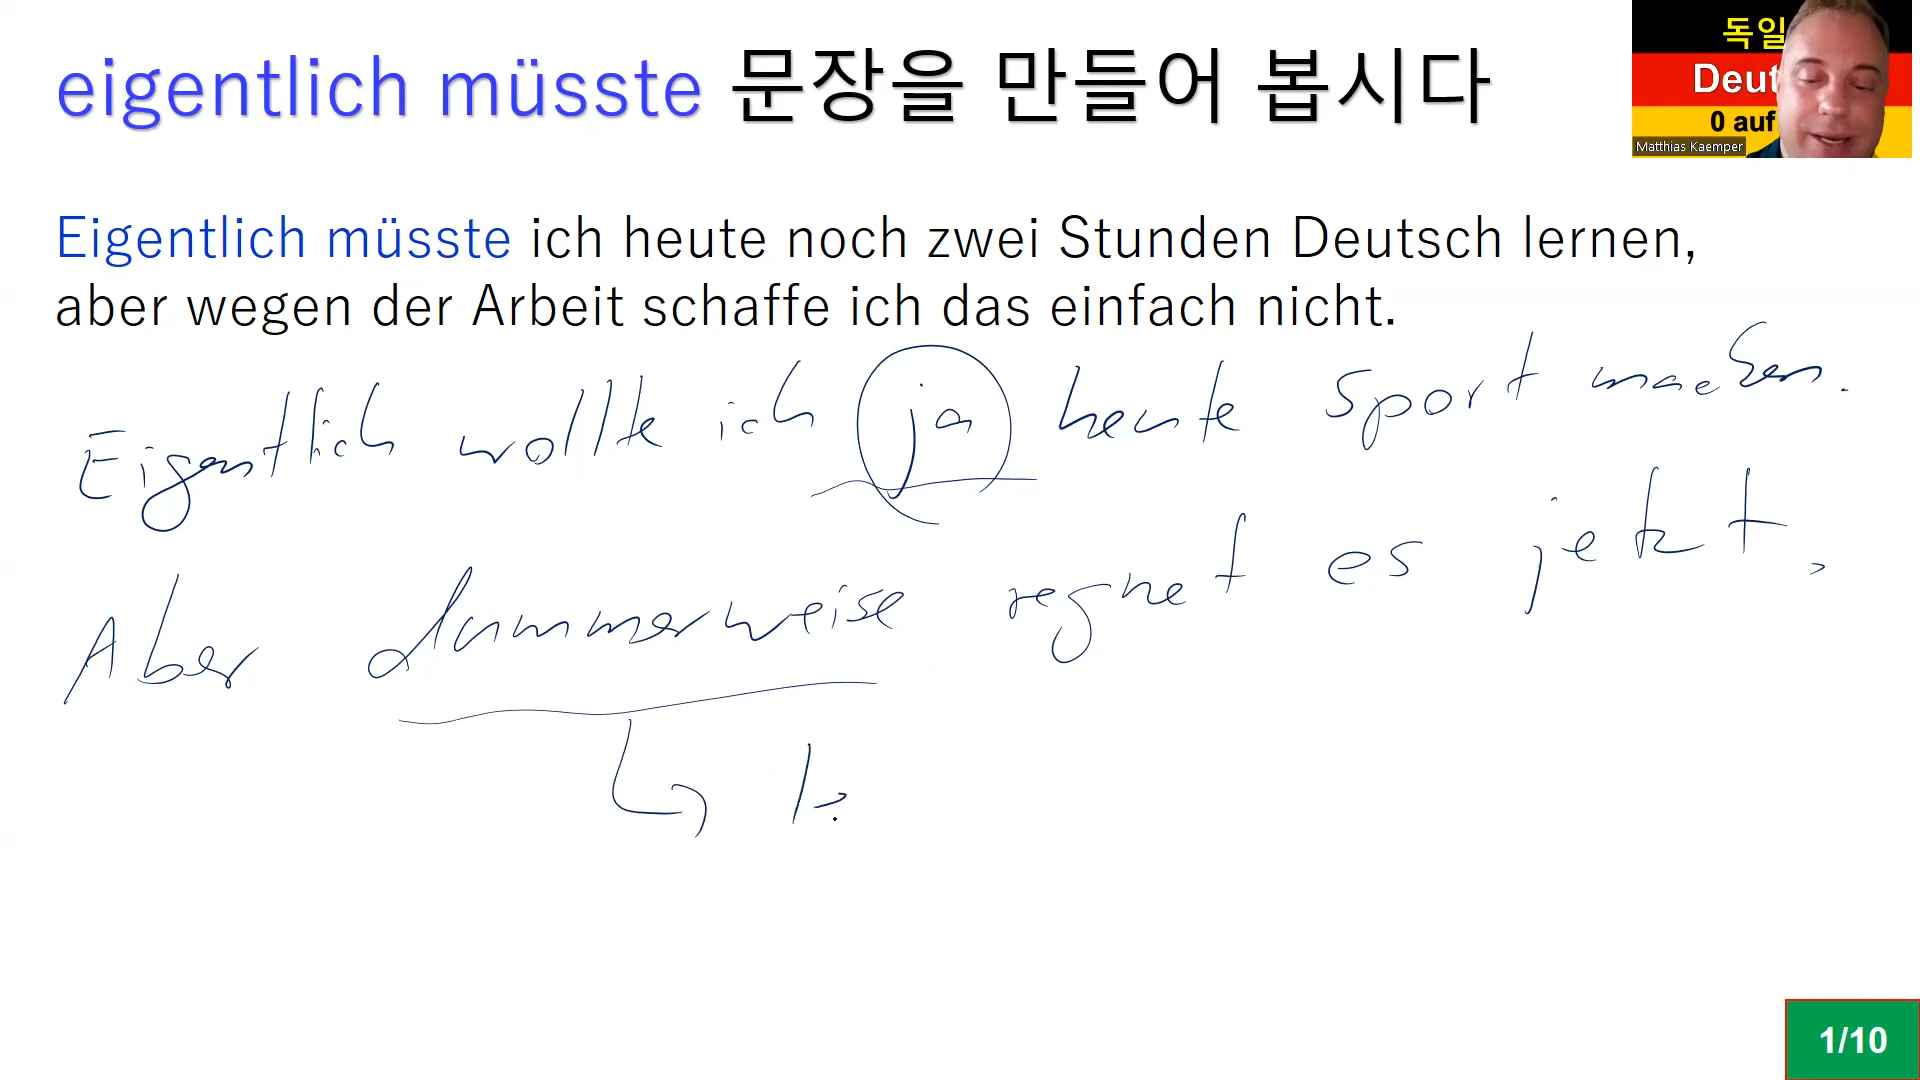 eigentlich müsste 문장을 만들어 봅시다
독일
Deut
0 auf
Matthias Kaemper
Eigentlich müsste ich heute noch zwei Stunden Deutsch lernen,
aber wegen der Arbeit schaffe ich das einfach nicht.
Eigentlich wollte ich ja heute Sport machen.
Aber dummerweise regnet es jetzt,
1/10